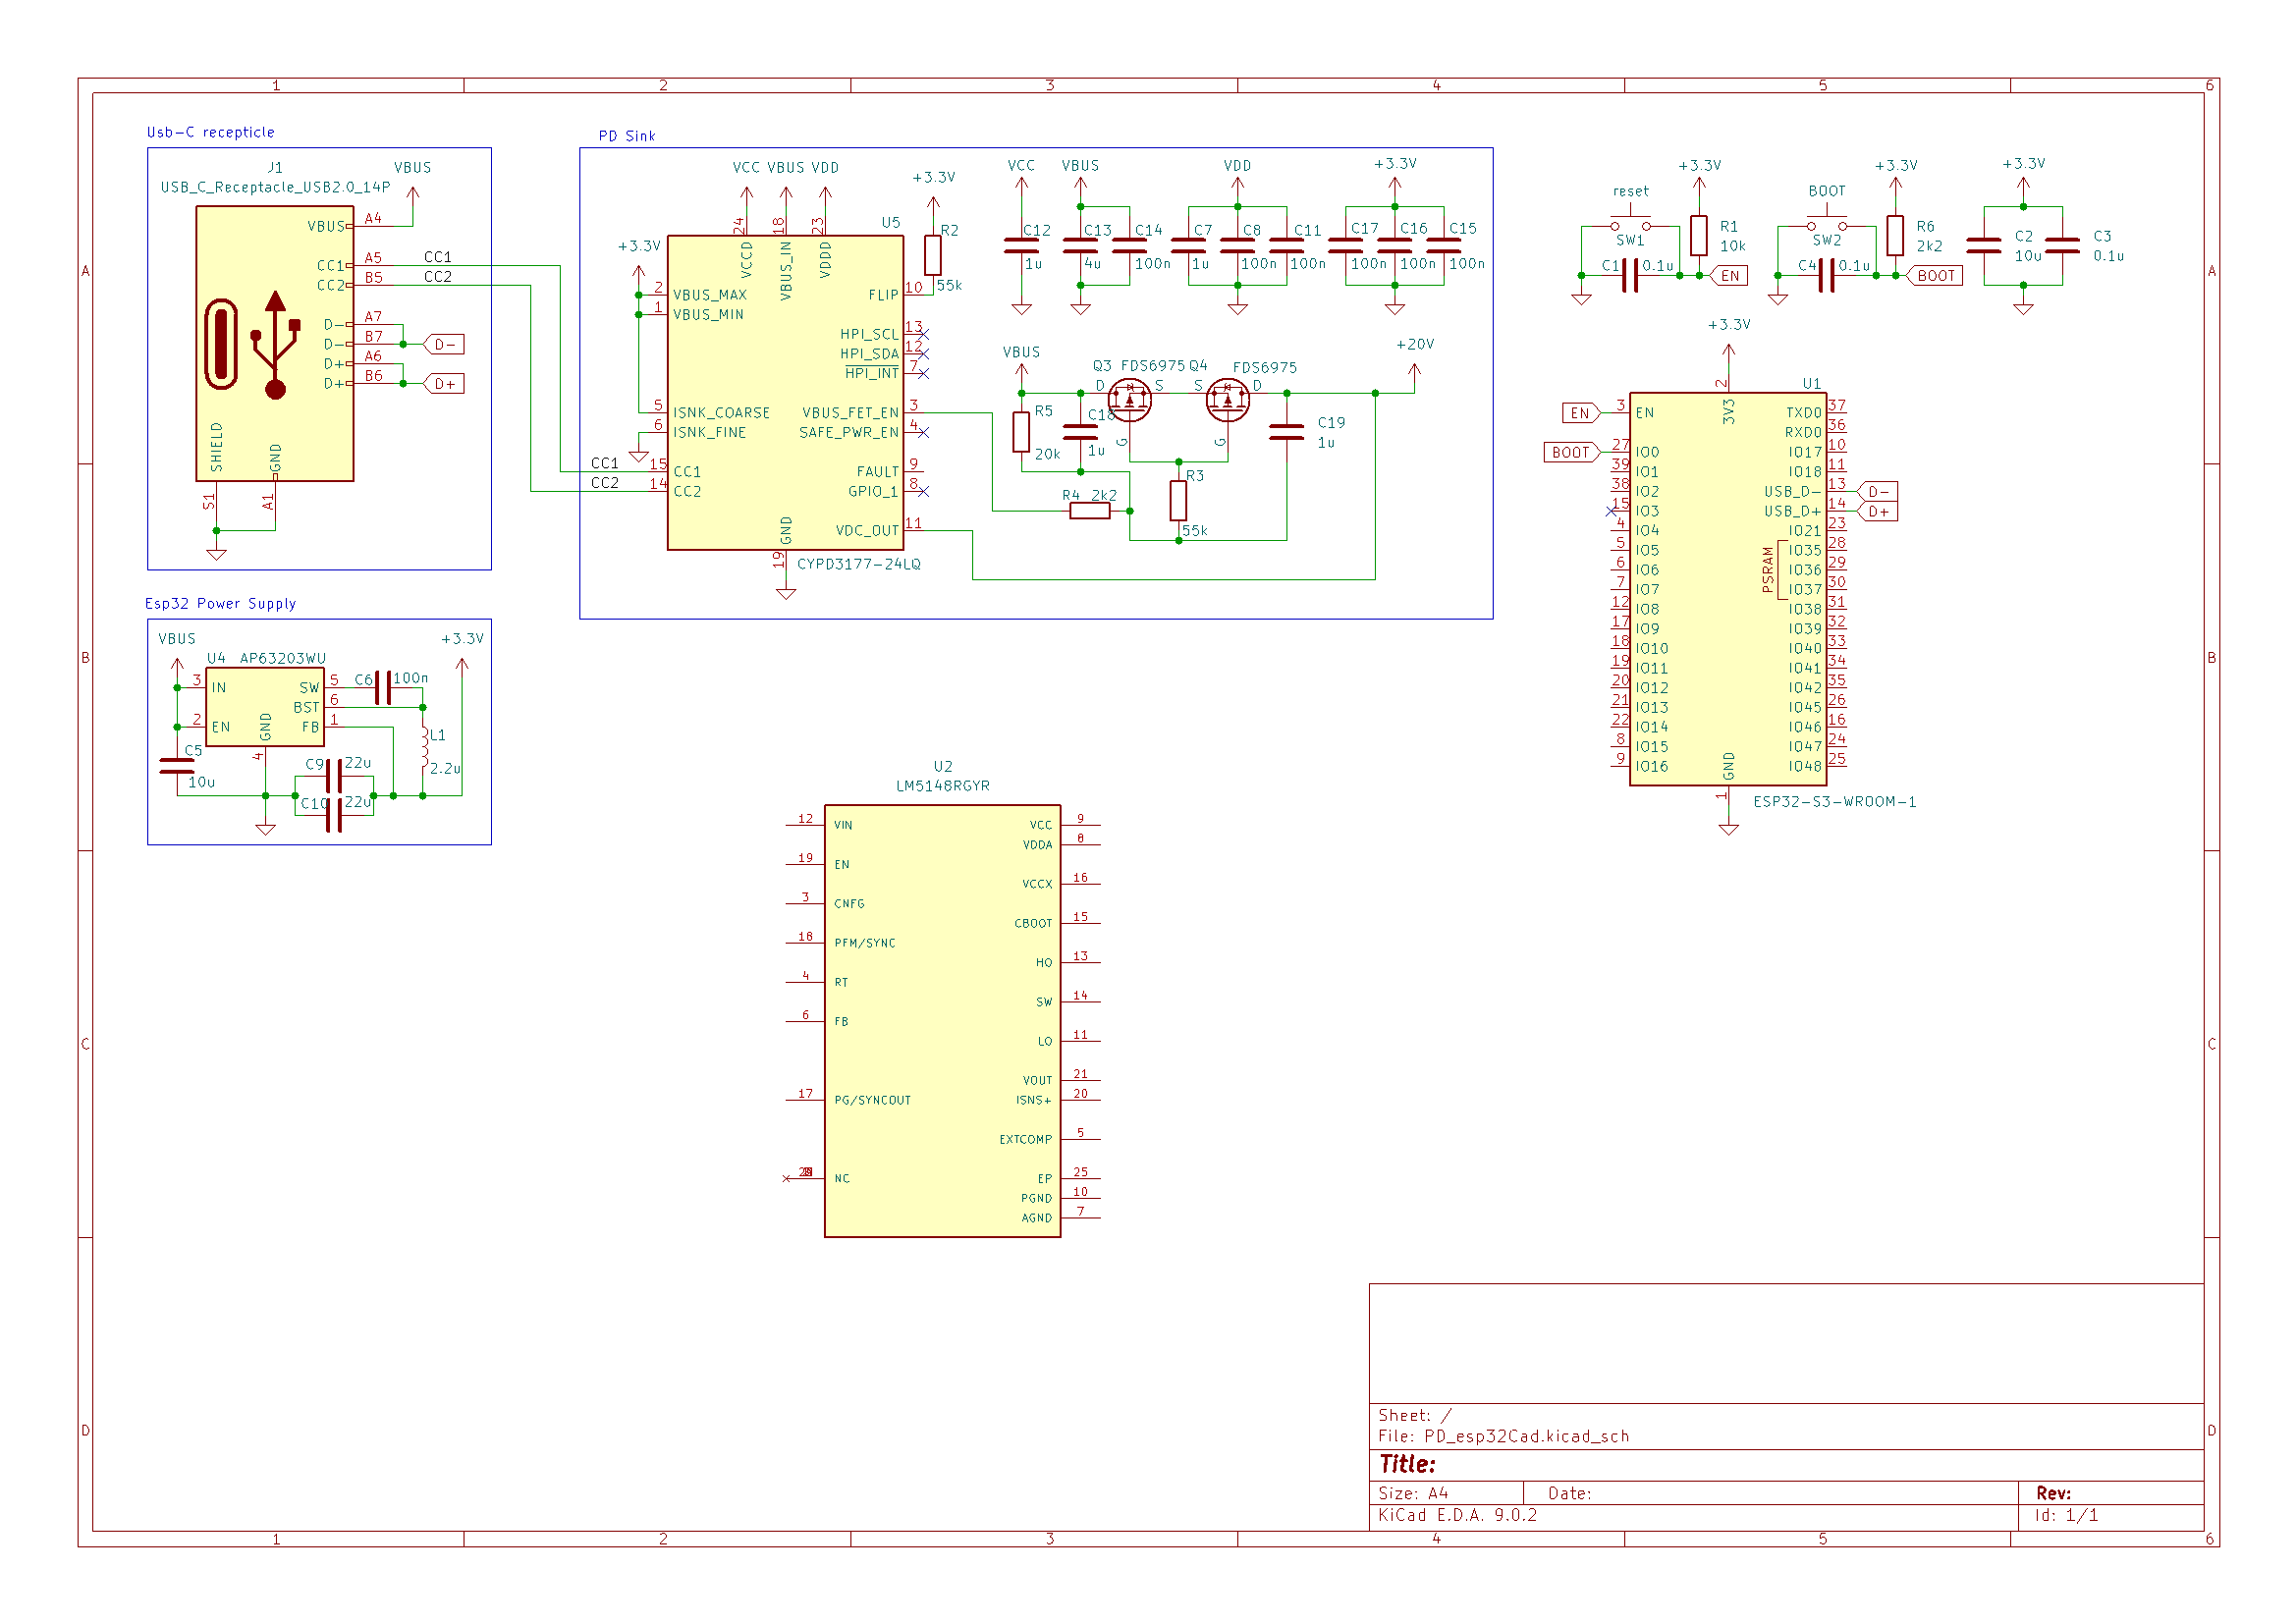 1 2 3 4 5 6
A A
B B
C C
D D
Usb-C recepticle
J1
USB_C_Receptacle_USB2.0_14P
VBUS
VBUS A4
CC1 A5 CC1
CC2 B5 CC2
D- A7
D- B7 D-
D+ A6
D+ B6 D+
SHIELD
GND
S1
A1
Esp32 Power Supply
VBUS
+3.3V
U4 AP63203WU
3 IN
2 EN
GND
4
SW 5
BST 6
FB 1
C6 100n
L1
2.2u
C5
10u
C9 22u
C10 22u
PD Sink
VCC VBUS VDD
24 18 23
VCCD VBUS_IN VDDD
U5
+3.3V
R2
55k
+3.3V
2 VBUS_MAX
1 VBUS_MIN
5 ISNK_COARSE
6 ISNK_FINE
CC1 15 CC1
CC2 14 CC2
FLIP 10
HPI_SCL 13
HPI_SDA 12
HPI_INT 7
VBUS_FET_EN 3
SAFE_PWR_EN 4
FAULT 9
GPIO_1 8
VDC_OUT 11
GND
19
CYPD3177-24LQ
VCC
C12
1u
VBUS
C13
4u
C14
100n
VDD
C7
1u
C8
100n
C11
100n
+3.3V
C17
100n
C16
100n
C15
100n
VBUS
R5
20k
C18
1u
Q3 FDS6975
D S
G
Q4 FDS6975
S D
G
R4 2k2
R3
55k
C19
1u
+20V
reset
SW1
C1 0.1u
+3.3V
R1
10k
EN
BOOT
SW2
C4 0.1u
+3.3V
R6
2k2
BOOT
+3.3V
C2
10u
C3
0.1u
+3.3V
2
3V3
U1
EN 3 EN
BOOT 27 IO0
39 IO1
38 IO2
15 IO3
4 IO4
5 IO5
6 IO6
7 IO7
12 IO8
17 IO9
18 IO10
19 IO11
20 IO12
21 IO13
22 IO14
8 IO15
9 IO16
TXD0 37
RXD0 36
IO17 10
IO18 11
USB_D- 13 D-
USB_D+ 14 D+
IO21 23
IO35 28
IO36 29
IO37 30
IO38 31
IO39 32
IO40 33
IO41 34
IO42 35
IO45 26
IO46 16
IO47 24
IO48 25
PSRAM
GND
1
ESP32-S3-WROOM-1
U2
LM5148RGYR
12 VIN
19 EN
3 CNFG
18 PFM/SYNC
4 RT
6 FB
17 PG/SYNCOUT
NC
VCC 9
VDDA 8
VCCX 16
CBOOT 15
HO 13
SW 14
LO 11
VOUT 21
ISNS+ 20
EXTCOMP 5
EP 25
PGND 10
AGND 7
Sheet: /
File: PD_esp32Cad.kicad_sch
Title:
Size: A4 Date: Rev:
KiCad E.D.A. 9.0.2 Id: 1/1
1 2 3 4 5 6